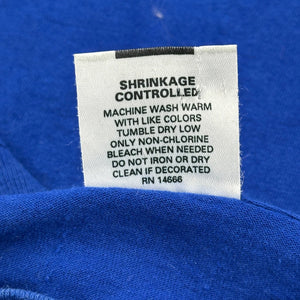 SHRINKAGE
CONTROLLED
MACHINE WASH WARM
WITH LIKE COLORS
TUMBLE DRY LOW
ONLY NON-CHLORINE
BLEACH WHEN NEEDED
DO NOT IRON OR DRY
CLEAN IF DECORATED
RN 14666